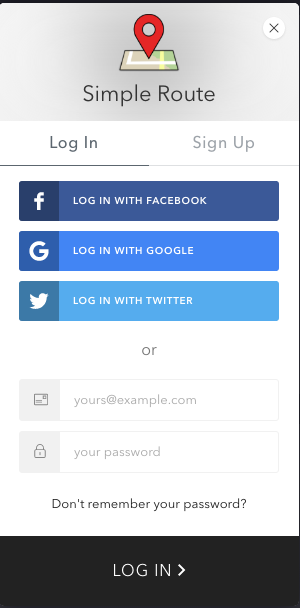 Simple Route
Log In
Sign Up
LOG IN WITH FACEBOOK
LOG IN WITH GOOGLE
LOG IN WITH TWITTER
or
yours@example.com
your password
Don't remember your password?
LOG IN